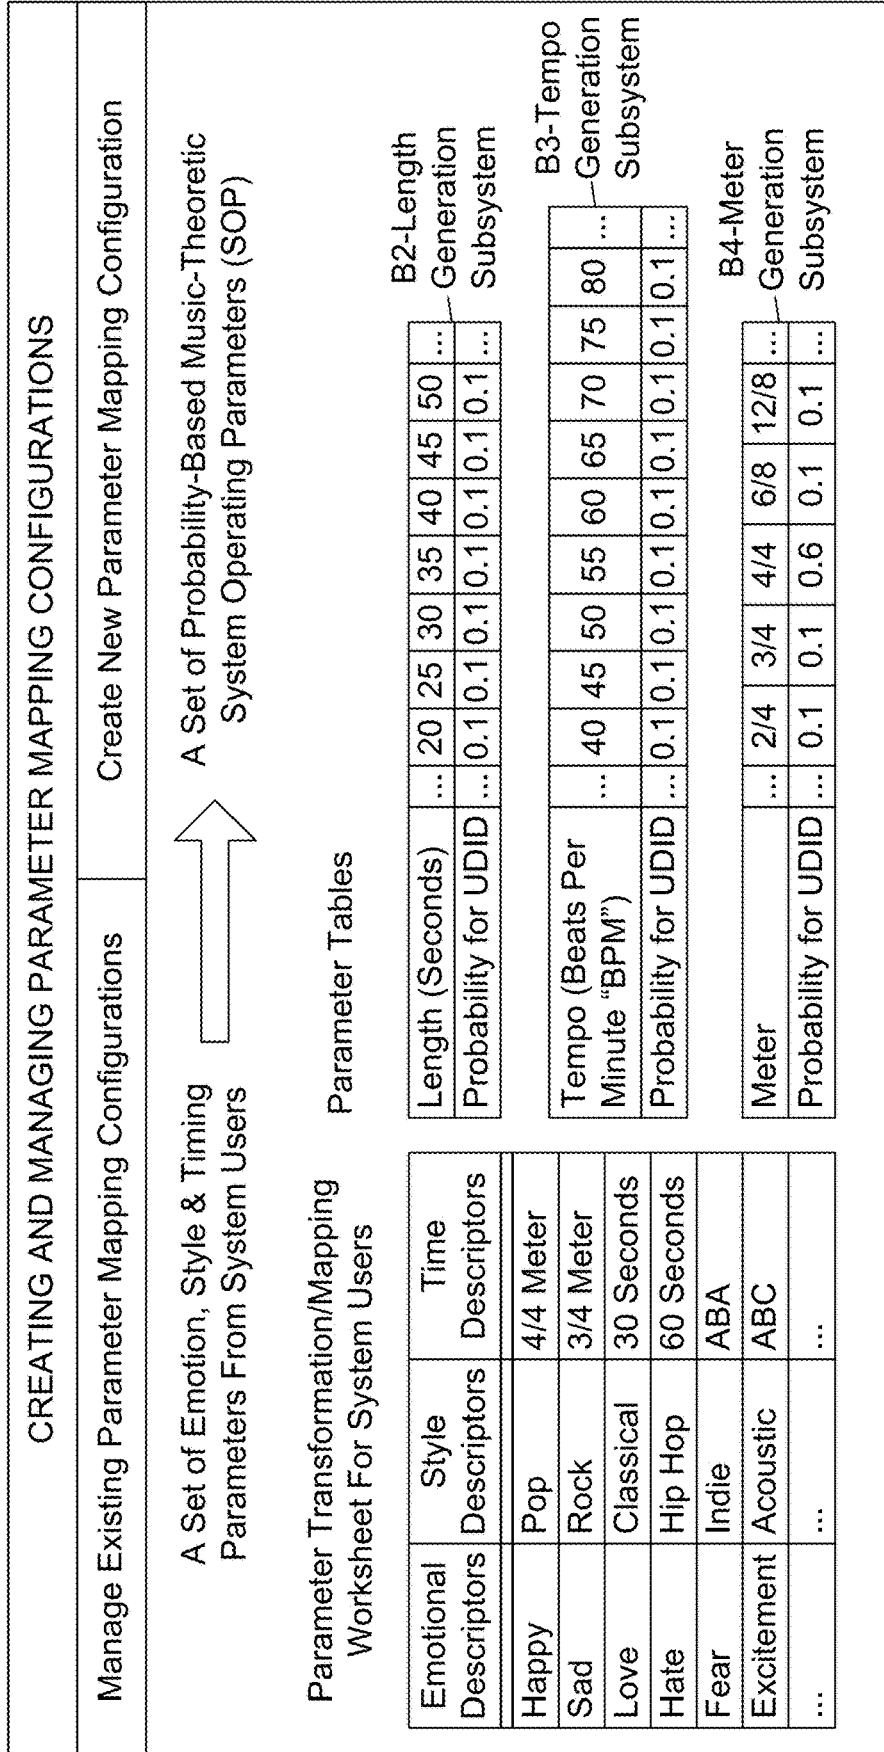 CREATING AND MANAGING PARAMETER MAPPING CONFIGURATIONS
Manage Existing Parameter Mapping Configurations
Create New Parameter Mapping Configuration
A Set of Emotion, Style & Timing
Parameters From System Users
A Set of Probability-Based Music-Theoretic
System Operating Parameters (SOP)
Parameter Transformation/Mapping
Worksheet For System Users
Emotional Descriptors Style Descriptors Time Descriptors
Happy Pop 4/4 Meter
Sad Rock 3/4 Meter
Love Classical 30 Seconds
Hate Hip Hop 60 Seconds
Fear Indie ABA
Excitement Acoustic ABC
... ... ...
Parameter Tables
Length (Seconds) ... 20 25 30 35 40 45 50 ...
Probability for UDID ... 0.1 0.1 0.1 0.1 0.1 0.1 0.1 ...
B2-Length
Generation
Subsystem
Tempo (Beats Per
Minute “BPM”) ... 40 45 50 55 60 65 70 75 80 ...
Probability for UDID ... 0.1 0.1 0.1 0.1 0.1 0.1 0.1 0.1 0.1 ...
B3-Tempo
Generation
Subsystem
Meter ... 2/4 3/4 4/4 6/8 12/8 ...
Probability for UDID ... 0.1 0.1 0.6 0.1 0.1 ...
B4-Meter
Generation
Subsystem